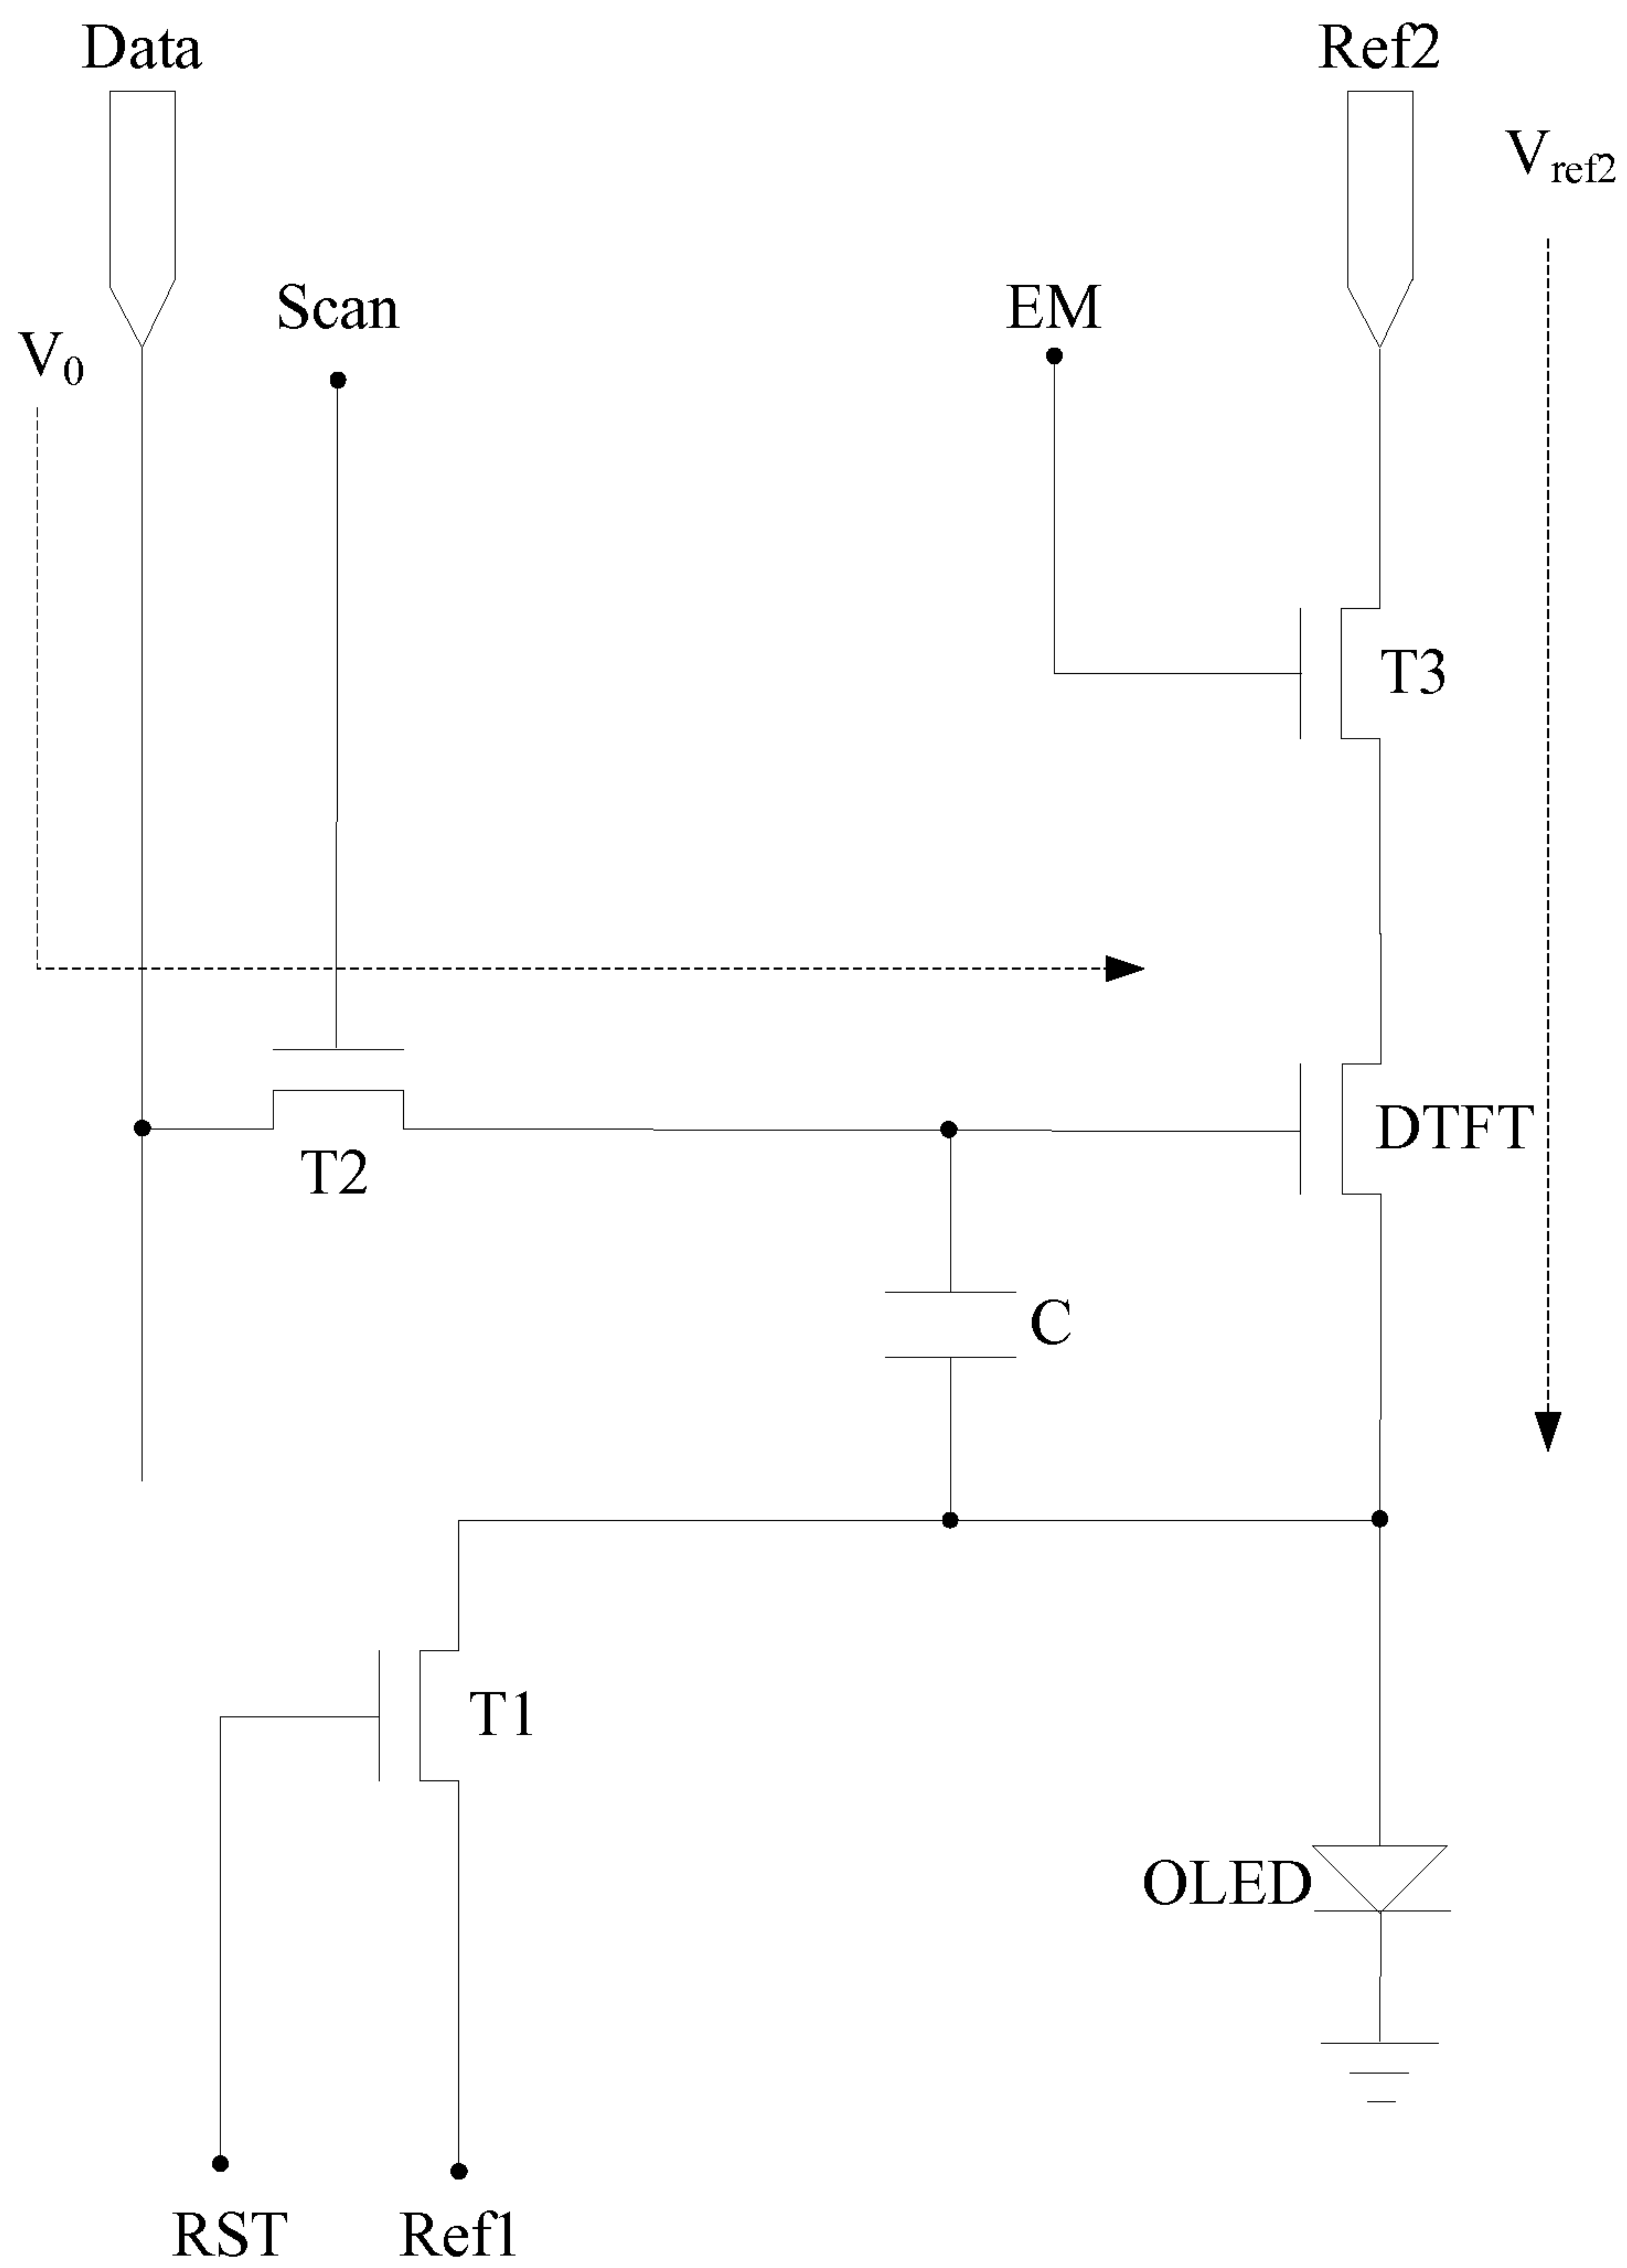 Data
Ref2
Vref2
Scan
EM
V0
T3
DTFT
T2
C
T1
OLED
RST
Ref1